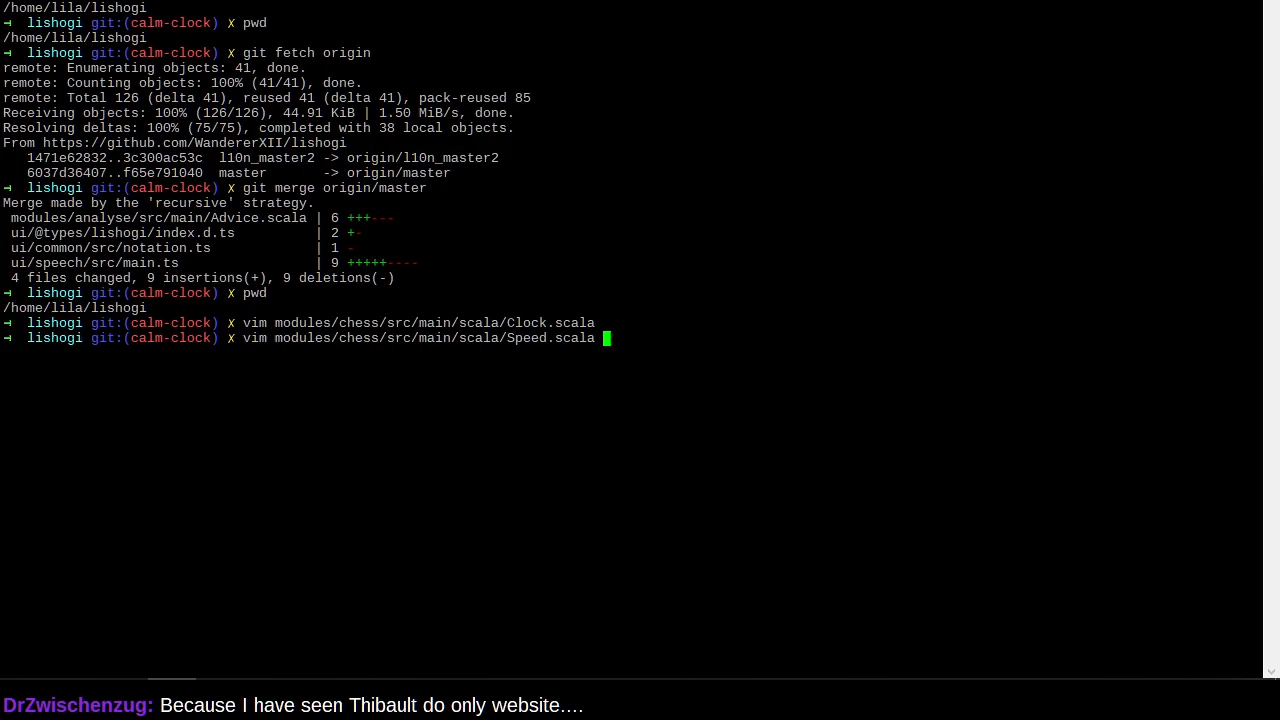 /home/lila/lishogi
→ lishogi git:(calm-clock) ✗ pwd
/home/lila/lishogi
→ lishogi git:(calm-clock) ✗ git fetch origin
remote: Enumerating objects: 41, done.
remote: Counting objects: 100% (41/41), done.
remote: Total 126 (delta 41), reused 41 (delta 41), pack-reused 85
Receiving objects: 100% (126/126), 44.91 KiB | 1.50 MiB/s, done.
Resolving deltas: 100% (75/75), completed with 38 local objects.
From https://github.com/WandererXII/lishogi
   1471e62832..3c300ac53c  l10n_master2 -> origin/l10n_master2
   6037d36407..f65e791040  master       -> origin/master
→ lishogi git:(calm-clock) ✗ git merge origin/master
Merge made by the 'recursive' strategy.
 modules/analyse/src/main/Advice.scala | 6 +++---
 ui/@types/lishogi/index.d.ts          | 2 +-
 ui/common/src/notation.ts             | 1 -
 ui/speech/src/main.ts                 | 9 +++++----
 4 files changed, 9 insertions(+), 9 deletions(-)
→ lishogi git:(calm-clock) ✗ pwd
/home/lila/lishogi
→ lishogi git:(calm-clock) ✗ vim modules/chess/src/main/scala/Clock.scala
→ lishogi git:(calm-clock) ✗ vim modules/chess/src/main/scala/Speed.scala
DrZwischenzug: Because I have seen Thibault do only website....